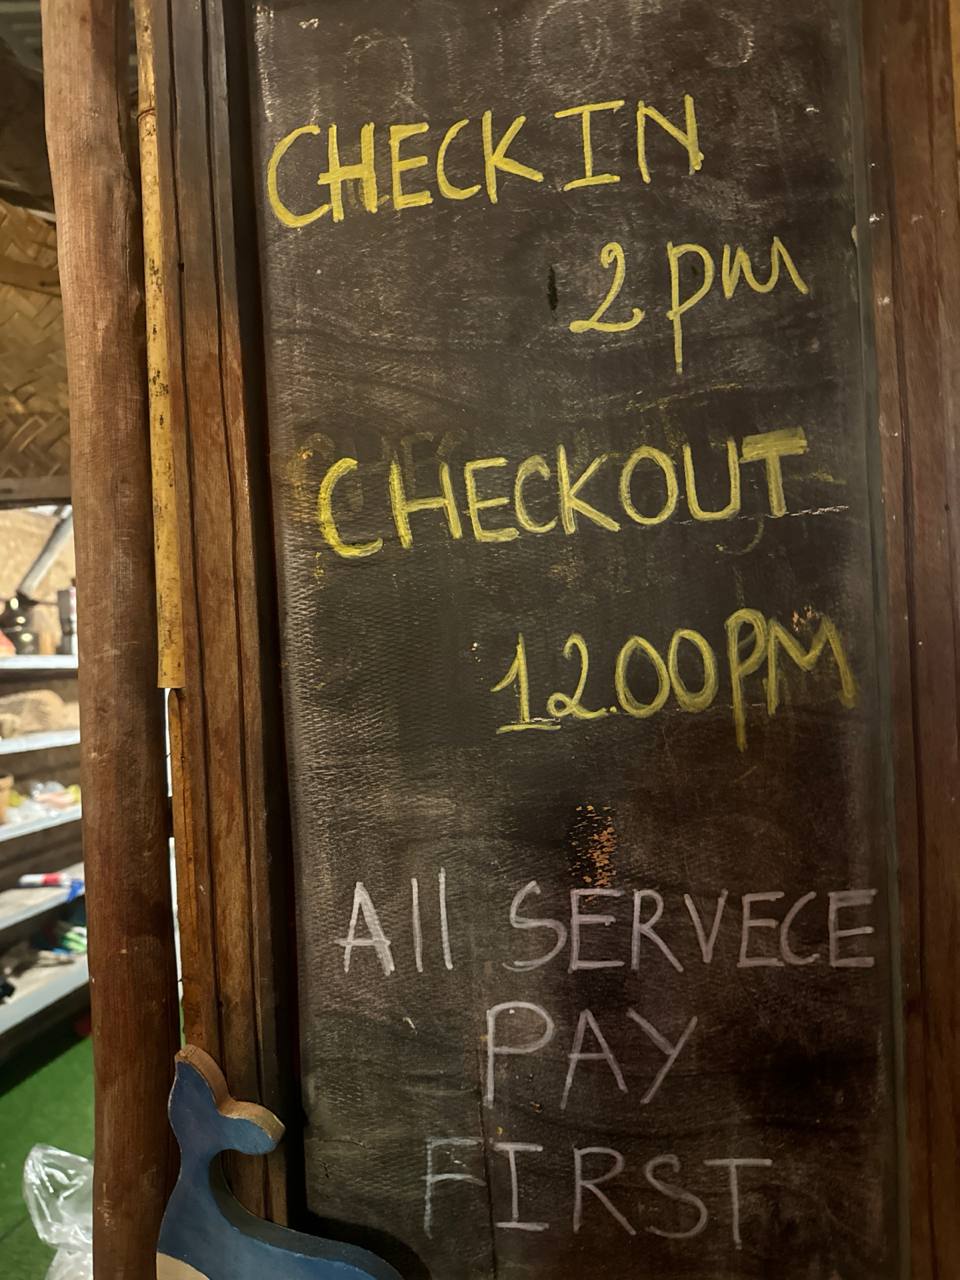 CHECK IN
2 pm
CHECKOUT
12.00 PM
All SERVECE
PAY
FIRST